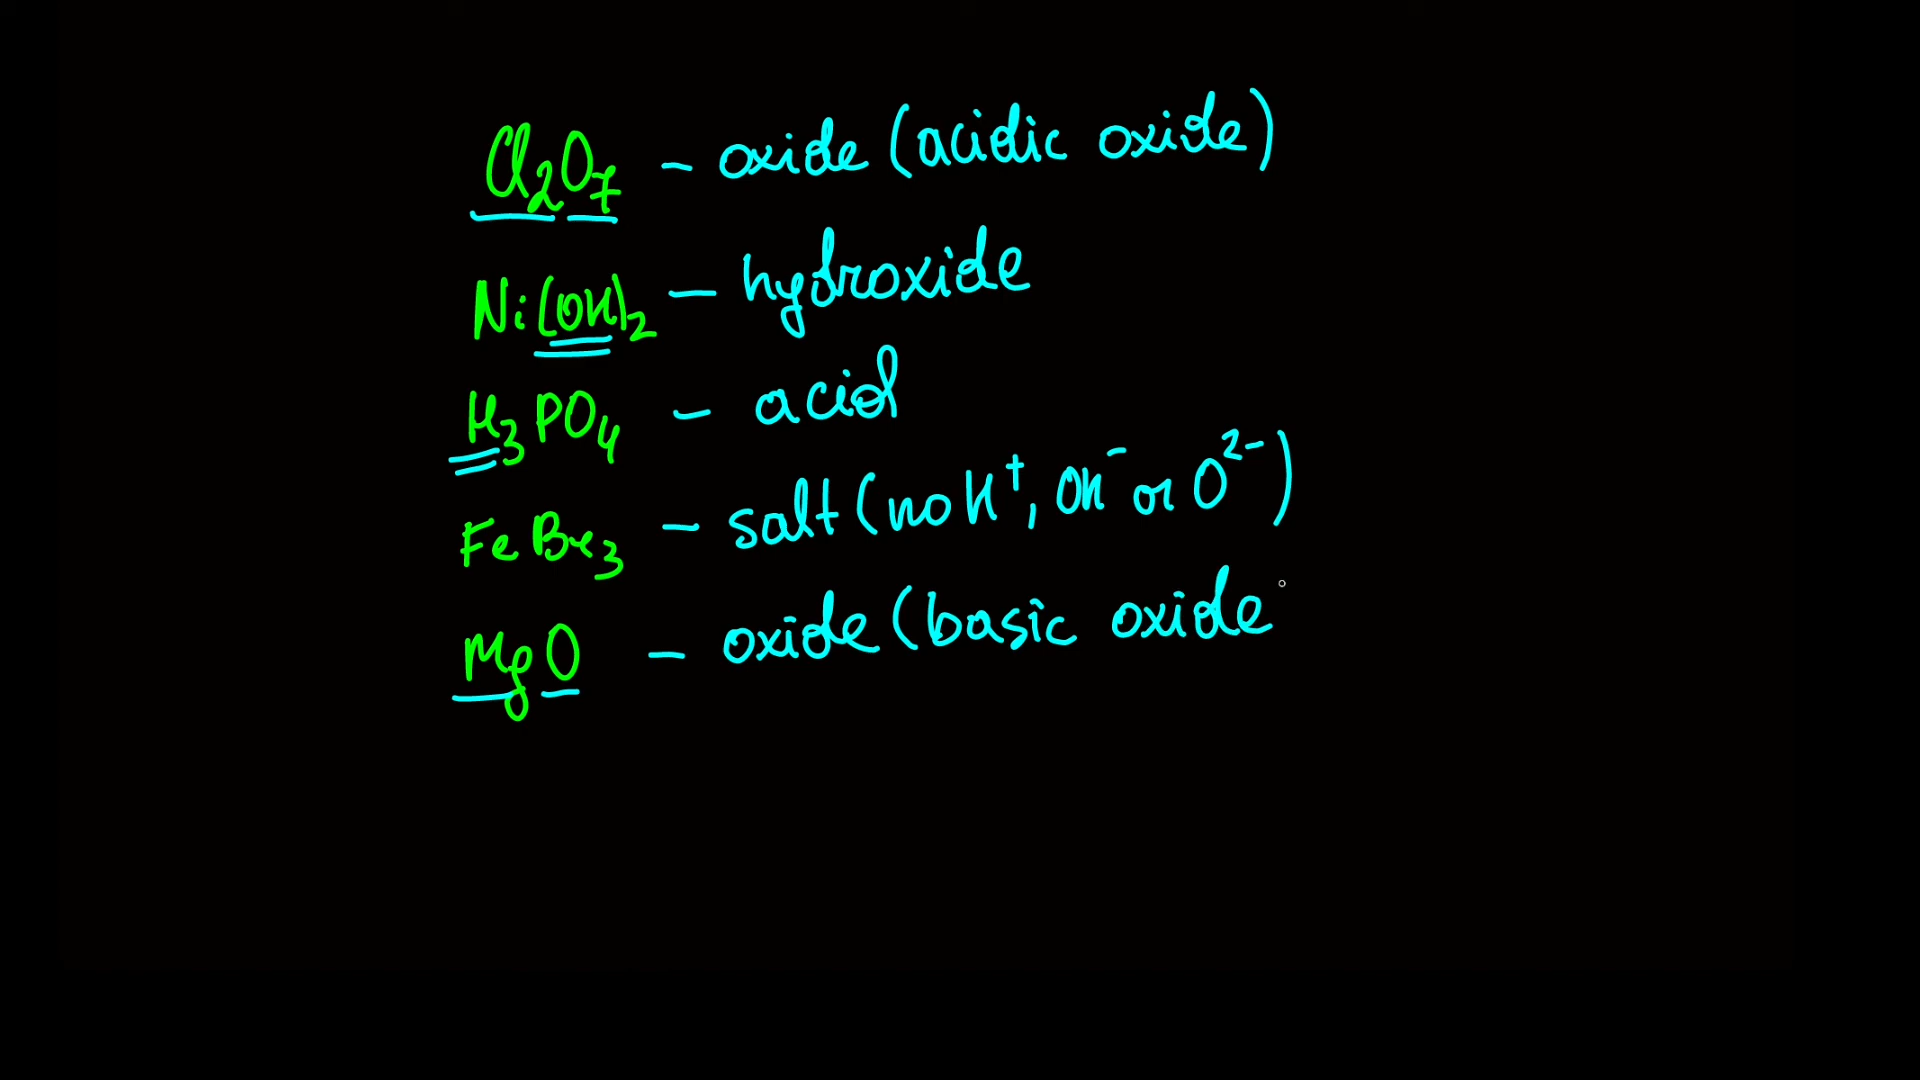 Cl₂O₇ – oxide (acidic oxide)
Ni(OH)₂ – hydroxide
H₃PO₄ – acid
FeBr₃ – salt (no H⁺, OH⁻ or O²⁻)
MgO – oxide (basic oxide